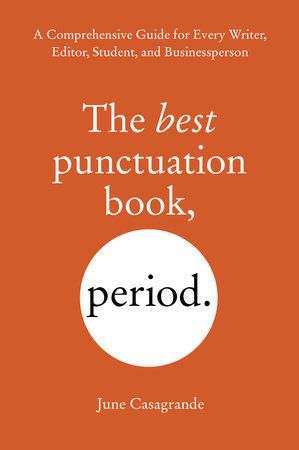 A Comprehensive Guide for Every Writer,
Editor, Student, and Businessperson
The best
punctuation
book,
period.
June Casagrande